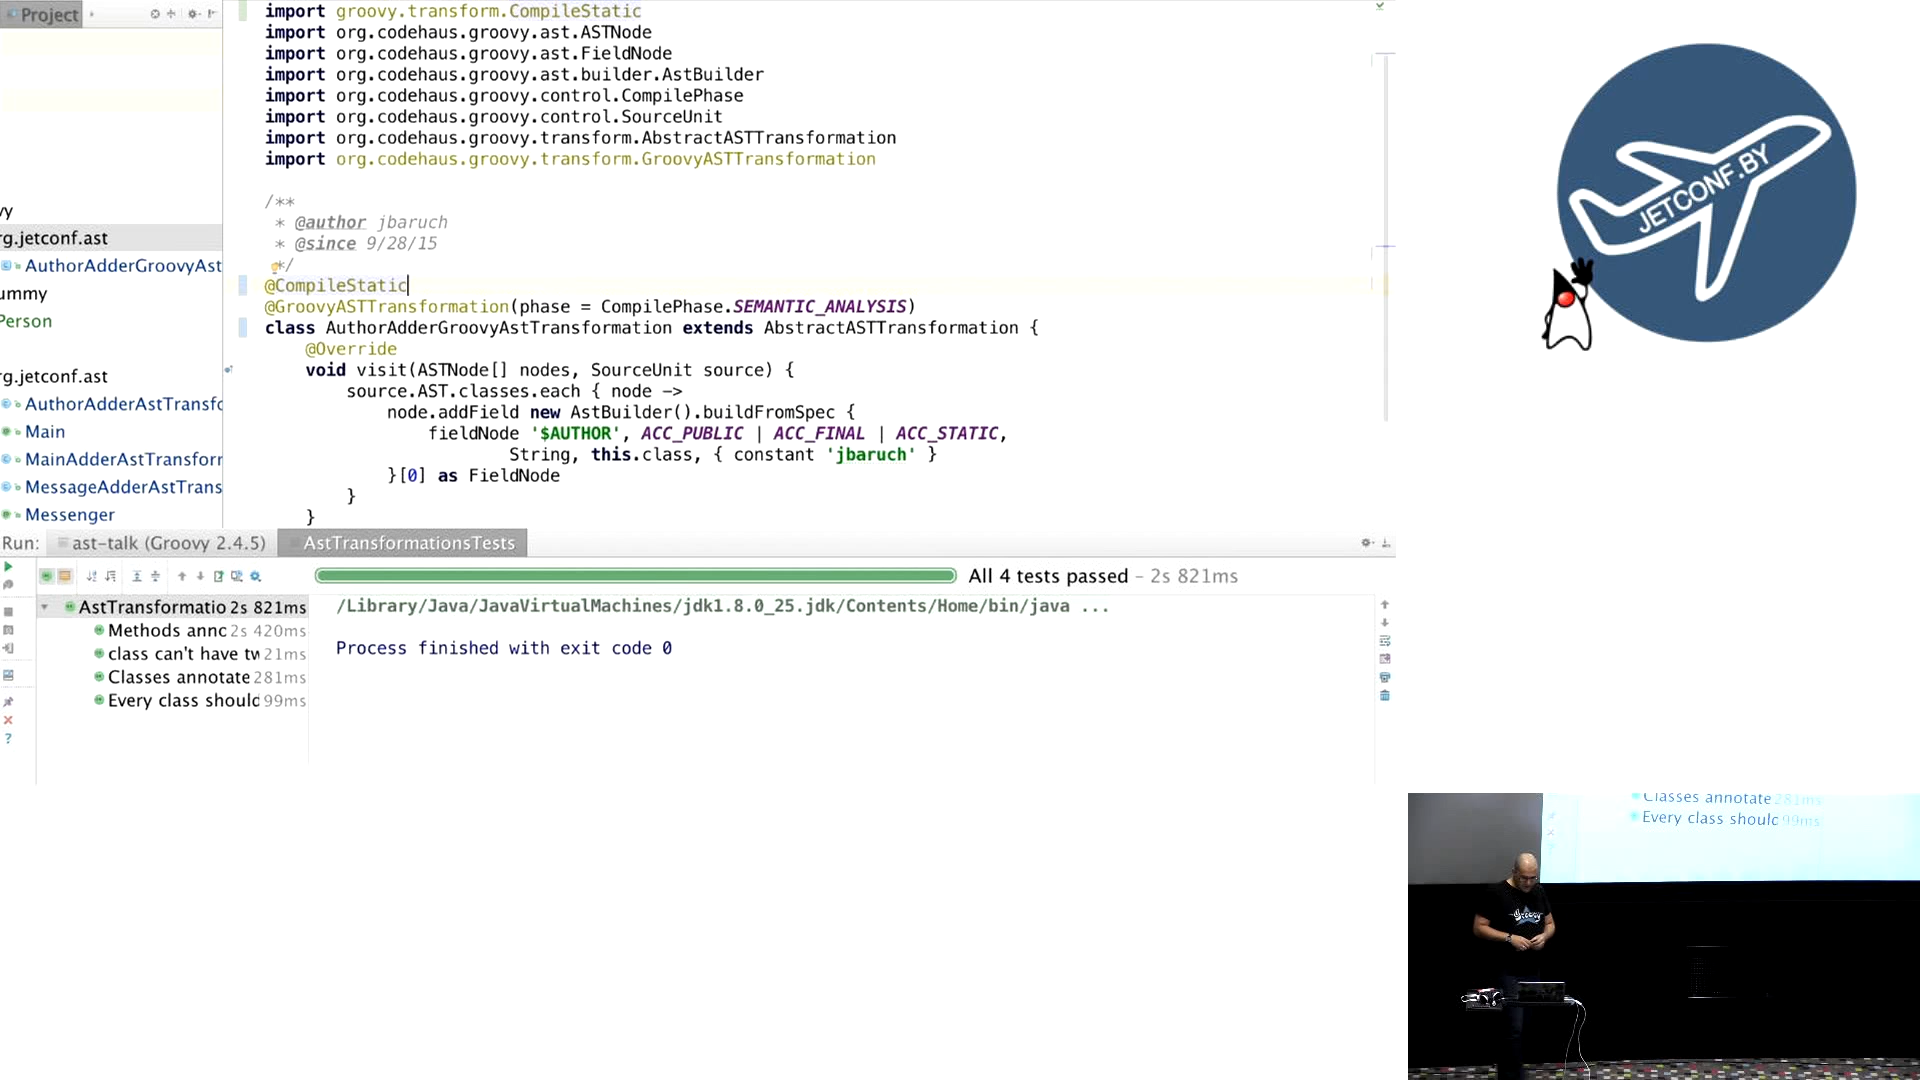 Project
vy
rg.jetconf.ast
AuthorAdderGroovyAst
ummy
Person
rg.jetconf.ast
AuthorAdderAstTransfo
Main
MainAdderAstTransforr
MessageAdderAstTrans
Messenger
import groovy.transform.CompileStatic
import org.codehaus.groovy.ast.ASTNode
import org.codehaus.groovy.ast.FieldNode
import org.codehaus.groovy.ast.builder.AstBuilder
import org.codehaus.groovy.control.CompilePhase
import org.codehaus.groovy.control.SourceUnit
import org.codehaus.groovy.transform.AbstractASTTransformation
import org.codehaus.groovy.transform.GroovyASTTransformation
/**
* @author jbaruch
* @since 9/28/15
*/
@CompileStatic
@GroovyASTTransformation(phase = CompilePhase.SEMANTIC_ANALYSIS)
class AuthorAdderGroovyAstTransformation extends AbstractASTTransformation {
@Override
void visit(ASTNode[] nodes, SourceUnit source) {
source.AST.classes.each { node ->
node.addField new AstBuilder().buildFromSpec {
fieldNode '$AUTHOR', ACC_PUBLIC | ACC_FINAL | ACC_STATIC,
String, this.class, { constant 'jbaruch' }
}[0] as FieldNode
}
}
Run: ast-talk (Groovy 2.4.5) AstTransformationsTests
All 4 tests passed – 2s 821ms
AstTransformatio 2s 821ms
Methods annc 2s 420ms
class can't have tw 21ms
Classes annotate 281ms
Every class shoulc 99ms
/Library/Java/JavaVirtualMachines/jdk1.8.0_25.jdk/Contents/Home/bin/java ...
Process finished with exit code 0
JETCONF.BY
Classes annotate 281ms
Every class shoulc 99ms
Groovy